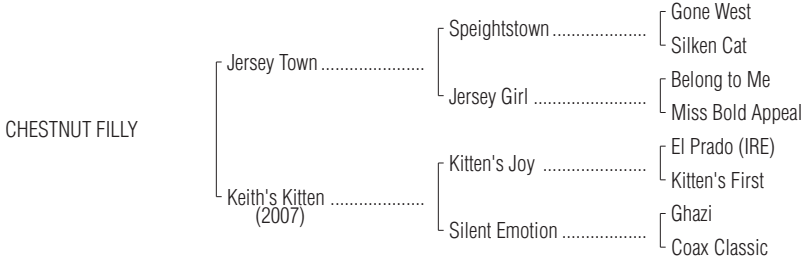 Gone West
Speightstown ....................
Silken Cat
Jersey Town ......................
Belong to Me
Jersey Girl ........................
Miss Bold Appeal
CHESTNUT FILLY
El Prado (IRE)
Kitten's Joy ......................
Kitten's First
Keith's Kitten ....................
(2007)
Ghazi
Silent Emotion ..................
Coax Classic